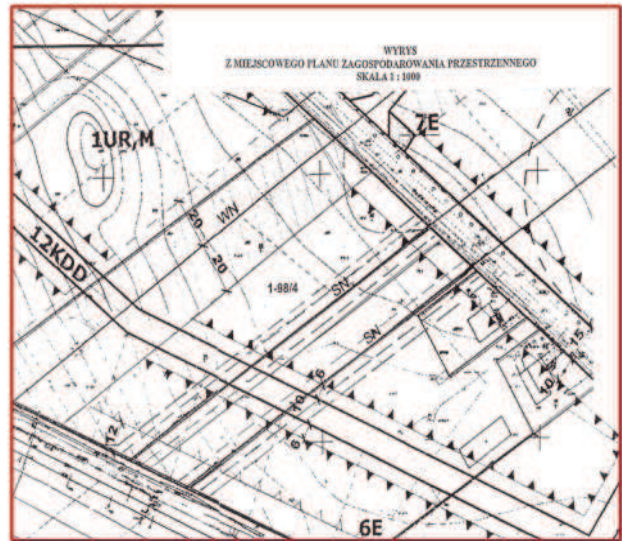 WYRYS
Z MIEJSCOWEGO PLANU ZAGOSPODAROWANIA PRZESTRZENNEGO
SKALA 1 : 1000
7E
1UR,M
20
WN
20
12KDD
1-98/4
SN
SN
15
10
6
10
12
6
6E